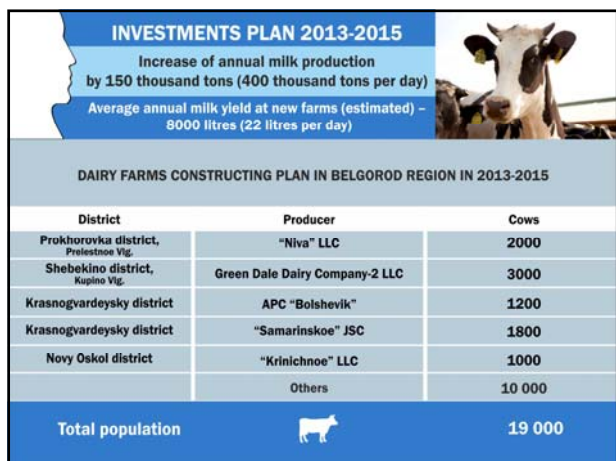 INVESTMENTS PLAN 2013-2015
Increase of annual milk production
by 150 thousand tons (400 thousand tons per day)
Average annual milk yield at new farms (estimated) –
8000 litres (22 litres per day)
DAIRY FARMS CONSTRUCTING PLAN IN BELGOROD REGION IN 2013-2015
District Producer Cows
Prokhorovka district,
Prelestnoe Vlg.
"Niva" LLC 2000
Shebekino district,
Kupino Vlg.
Green Dale Dairy Company-2 LLC 3000
Krasnogvardeysky district APC "Bolshevik" 1200
Krasnogvardeysky district "Samarinskoe" JSC 1800
Novy Oskol district "Krinichnoe" LLC 1000
Others 10 000
Total population 19 000